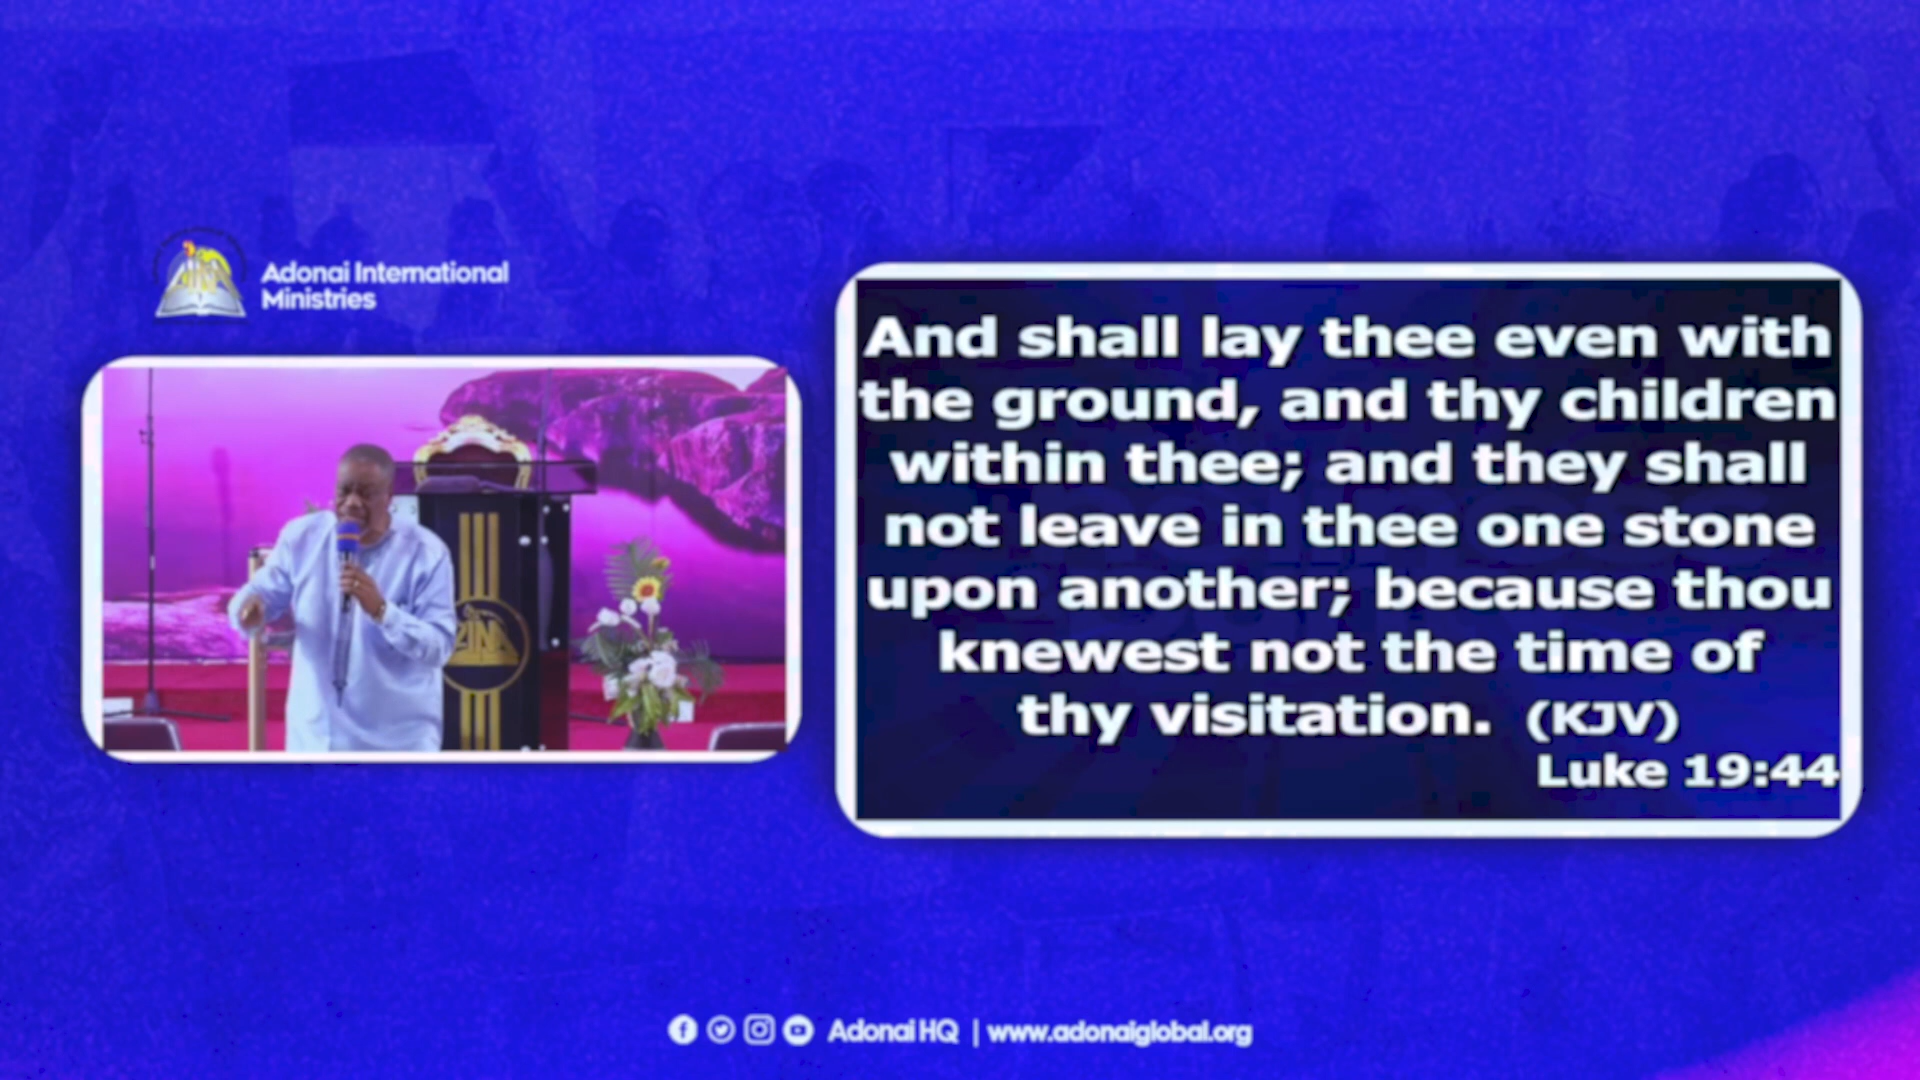 Adonai International
Ministries
And shall lay thee even with
the ground, and thy children
within thee; and they shall
not leave in thee one stone
upon another; because thou
knewest not the time of
thy visitation. (KJV)
Luke 19:44
Adonai HQ | www.adonaiglobal.org